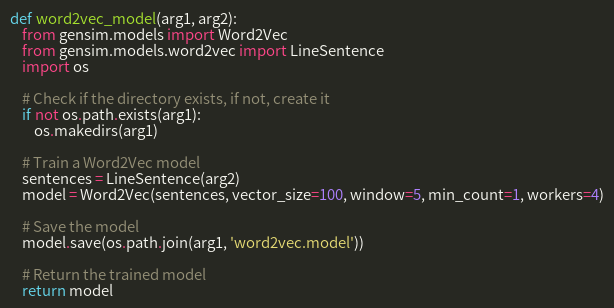 def word2vec_model(arg1, arg2):
    from gensim.models import Word2Vec
    from gensim.models.word2vec import LineSentence
    import os

    # Check if the directory exists, if not, create it
    if not os.path.exists(arg1):
        os.makedirs(arg1)

    # Train a Word2Vec model
    sentences = LineSentence(arg2)
    model = Word2Vec(sentences, vector_size=100, window=5, min_count=1, workers=4)

    # Save the model
    model.save(os.path.join(arg1, 'word2vec.model'))

    # Return the trained model
    return model